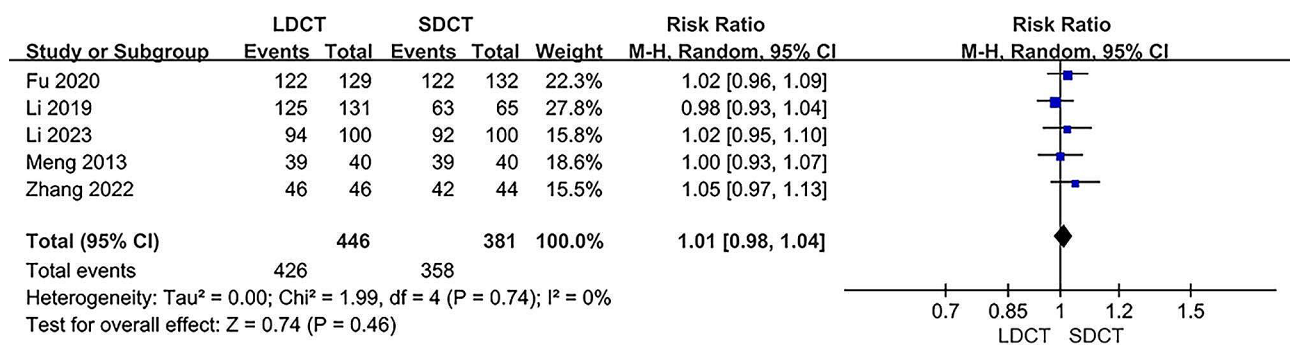 LDCT SDCT Risk Ratio Risk Ratio
Study or Subgroup Events Total Events Total Weight M-H, Random, 95% CI M-H, Random, 95% CI
Fu 2020 122 129 122 132 22.3% 1.02 [0.96, 1.09]
Li 2019 125 131 63 65 27.8% 0.98 [0.93, 1.04]
Li 2023 94 100 92 100 15.8% 1.02 [0.95, 1.10]
Meng 2013 39 40 39 40 18.6% 1.00 [0.93, 1.07]
Zhang 2022 46 46 42 44 15.5% 1.05 [0.97, 1.13]
Total (95% CI) 446 381 100.0% 1.01 [0.98, 1.04]
Total events 426 358
Heterogeneity: Tau² = 0.00; Chi² = 1.99, df = 4 (P = 0.74); I² = 0%
Test for overall effect: Z = 0.74 (P = 0.46)
0.7 0.85 1 1.2 1.5
LDCT SDCT